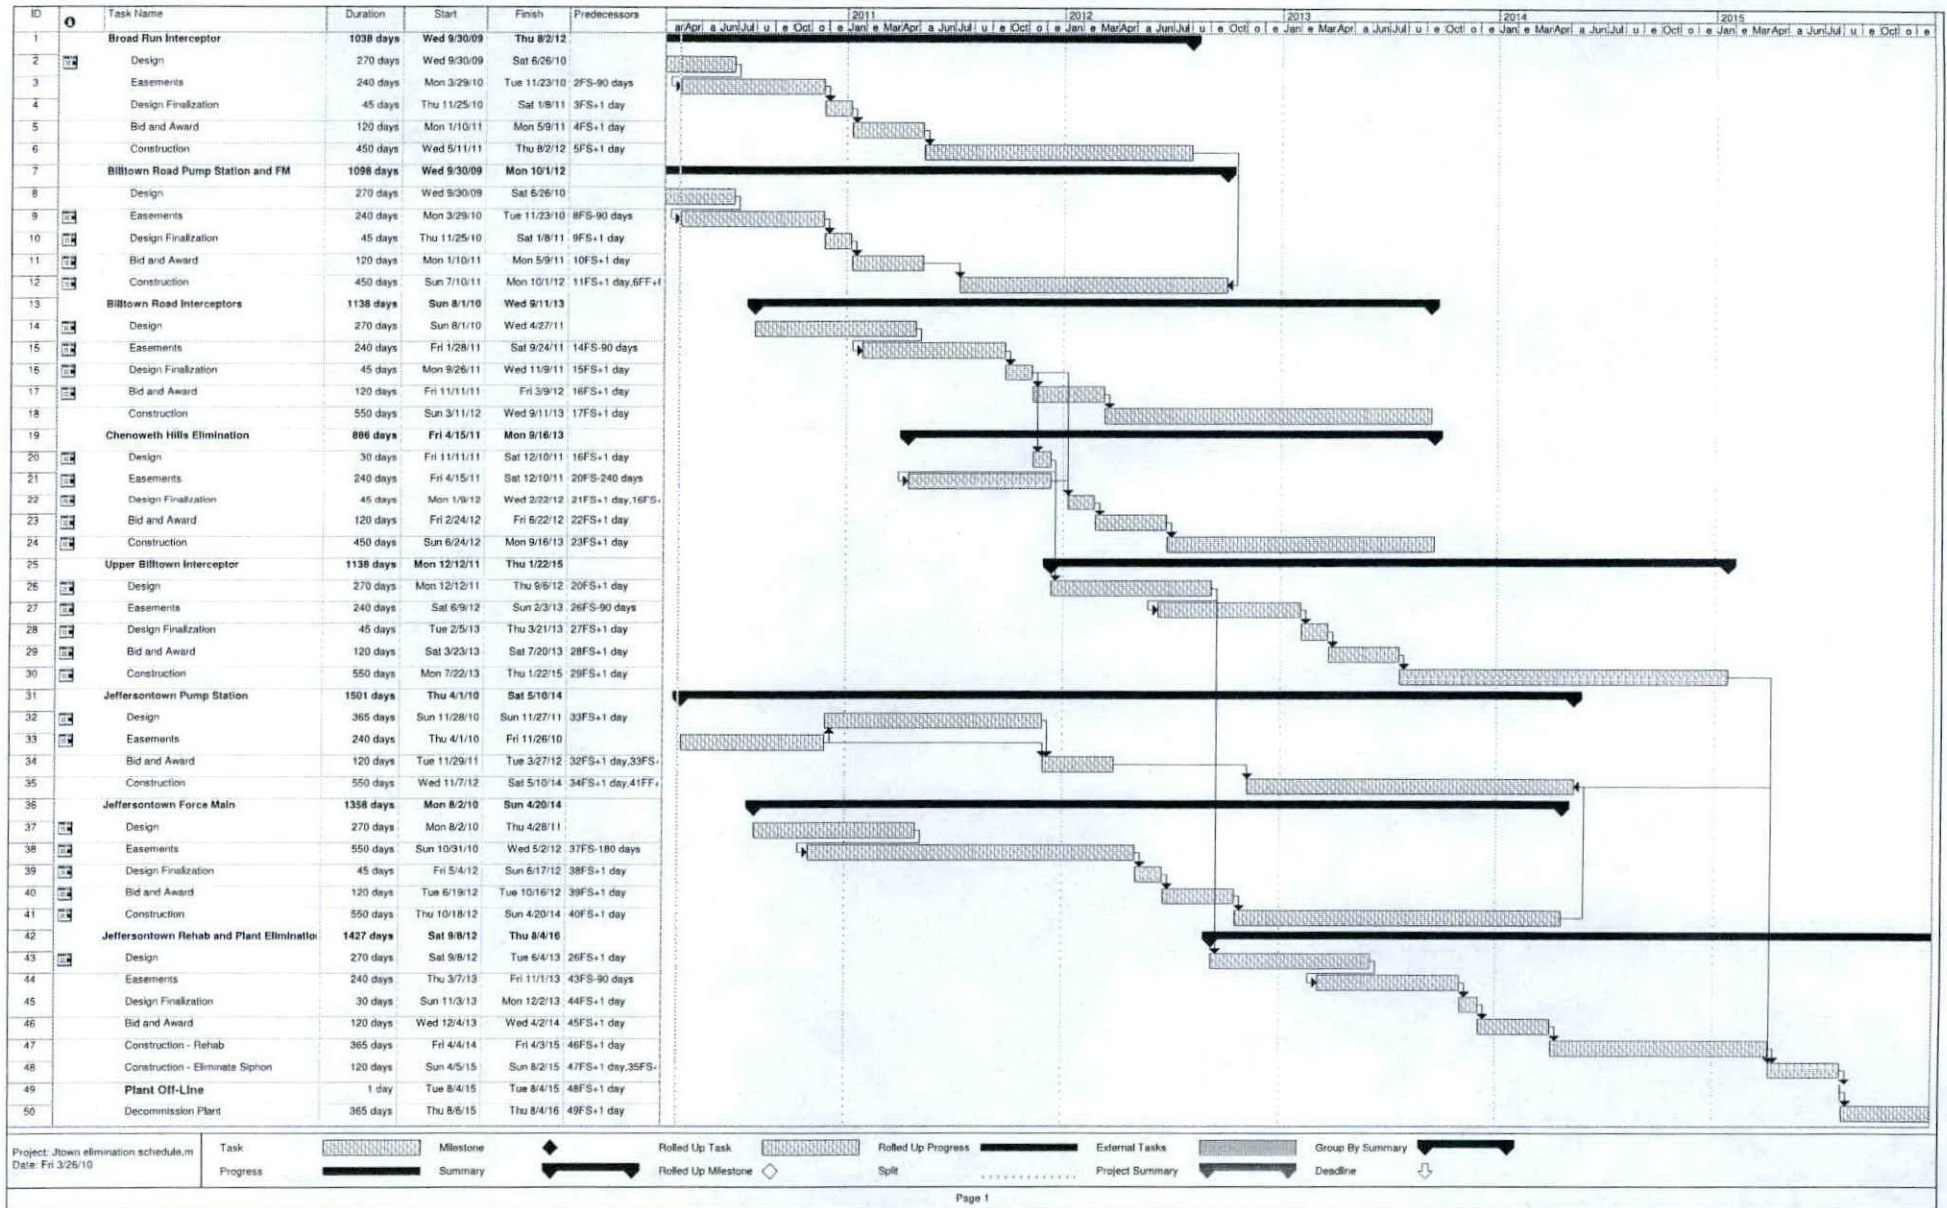 ID Task Name Duration Start Finish Predecessors
2011 2012 2013 2014 2015
1 Broad Run Interceptor 1038 days Wed 9/30/09 Thu 8/2/12
2 Design 270 days Wed 9/30/09 Sat 6/26/10
3 Easements 240 days Mon 3/29/10 Tue 11/23/10 2FS-90 days
4 Design Finalization 45 days Thu 11/25/10 Sat 1/8/11 3FS+1 day
5 Bid and Award 120 days Mon 1/10/11 Mon 5/9/11 4FS+1 day
6 Construction 450 days Wed 5/11/11 Thu 8/2/12 5FS+1 day
7 Billtown Road Pump Station and FM 1098 days Wed 9/30/09 Mon 10/1/12
8 Design 270 days Wed 9/30/09 Sat 6/26/10
9 Easements 240 days Mon 3/29/10 Tue 11/23/10 8FS-90 days
10 Design Finalization 45 days Thu 11/25/10 Sat 1/8/11 9FS+1 day
11 Bid and Award 120 days Mon 1/10/11 Mon 5/9/11 10FS+1 day
12 Construction 450 days Sun 7/10/11 Mon 10/1/12 11FS+1 day,6FF+
13 Billtown Road Interceptors 1138 days Sun 8/1/10 Wed 9/11/13
14 Design 270 days Sun 8/1/10 Wed 4/27/11
15 Easements 240 days Fri 1/28/11 Sat 9/24/11 14FS-90 days
16 Design Finalization 45 days Mon 9/26/11 Wed 11/9/11 15FS+1 day
17 Bid and Award 120 days Fri 11/11/11 Fri 3/9/12 16FS+1 day
18 Construction 550 days Sun 3/11/12 Wed 9/11/13 17FS+1 day
19 Chenoweth Hills Elimination 886 days Fri 4/15/11 Mon 9/16/13
20 Design 30 days Fri 11/11/11 Sat 12/10/11 16FS+1 day
21 Easements 240 days Fri 4/15/11 Sat 12/10/11 20FS-240 days
22 Design Finalization 45 days Mon 1/9/12 Wed 2/22/12 21FS+1 day,16FS+
23 Bid and Award 120 days Fri 2/24/12 Fri 6/22/12 22FS+1 day
24 Construction 450 days Sun 6/24/12 Mon 9/16/13 23FS+1 day
25 Upper Billtown Interceptor 1138 days Mon 12/12/11 Thu 1/22/15
26 Design 270 days Mon 12/12/11 Thu 9/6/12 20FS+1 day
27 Easements 240 days Sat 6/9/12 Sun 2/3/13 26FS-90 days
28 Design Finalization 45 days Tue 2/5/13 Thu 3/21/13 27FS+1 day
29 Bid and Award 120 days Sat 3/23/13 Sat 7/20/13 28FS+1 day
30 Construction 550 days Mon 7/22/13 Thu 1/22/15 29FS+1 day
31 Jeffersontown Pump Station 1501 days Thu 4/1/10 Sat 5/10/14
32 Design 365 days Sun 11/28/10 Sun 11/27/11 33FS+1 day
33 Easements 240 days Thu 4/1/10 Fri 11/26/10
34 Bid and Award 120 days Tue 11/29/11 Tue 3/27/12 32FS+1 day,33FS+
35 Construction 550 days Wed 11/7/12 Sat 5/10/14 34FS+1 day,41FF+
36 Jeffersontown Force Main 1358 days Mon 8/2/10 Sun 4/20/14
37 Design 270 days Mon 8/2/10 Thu 4/28/11
38 Easements 550 days Sun 10/31/10 Wed 5/2/12 37FS-180 days
39 Design Finalization 45 days Fri 5/4/12 Sun 6/17/12 38FS+1 day
40 Bid and Award 120 days Tue 6/19/12 Tue 10/16/12 39FS+1 day
41 Construction 550 days Thu 10/18/12 Sun 4/20/14 40FS+1 day
42 Jeffersontown Rehab and Plant Eliminatio 1427 days Sat 9/8/12 Thu 8/4/16
43 Design 270 days Sat 9/8/12 Tue 6/4/13 26FS+1 day
44 Easements 240 days Thu 3/7/13 Fri 11/1/13 43FS-90 days
45 Design Finalization 30 days Sun 11/3/13 Mon 12/2/13 44FS+1 day
46 Bid and Award 120 days Wed 12/4/13 Wed 4/2/14 45FS+1 day
47 Construction - Rehab 365 days Fri 4/4/14 Fri 4/3/15 46FS+1 day
48 Construction - Eliminate Siphon 120 days Sun 4/5/15 Sun 8/2/15 47FS+1 day,35FS-
49 Plant Off-Line 1 day Tue 8/4/15 Tue 8/4/15 48FS+1 day
50 Decommission Plant 365 days Thu 8/6/15 Thu 8/4/16 49FS+1 day
Project: Jtown elimination schedule.m
Date: Fri 3/26/10
Task Milestone Rolled Up Task Rolled Up Progress External Tasks Group By Summary
Progress Summary Rolled Up Milestone Split Project Summary Deadline
Page 1